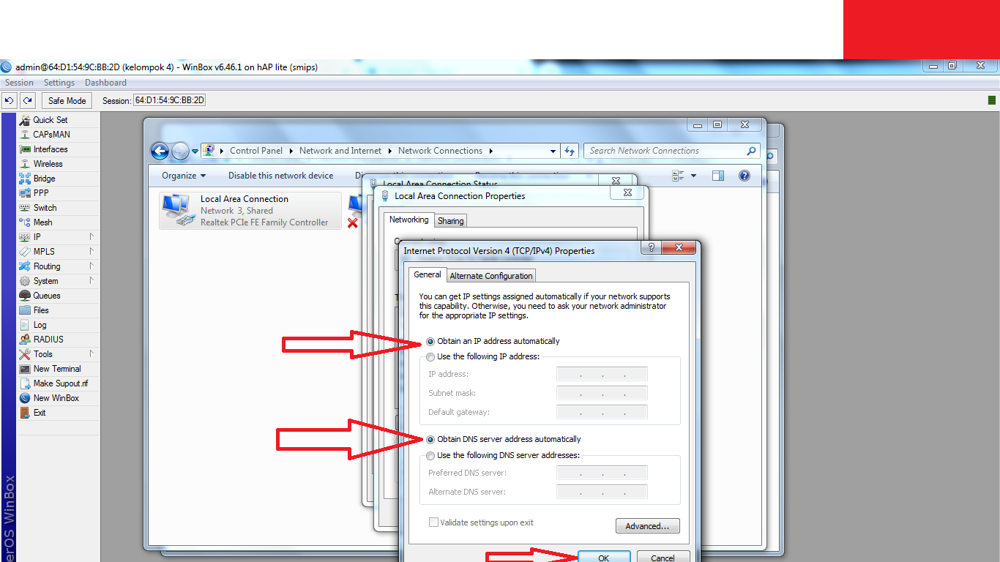 admin@64:D1:54:9C:BB:2D (kelompok 4) - WinBox v6.46.1 on hAP lite (smips)
Session Settings Dashboard
Safe Mode Session: 64:D1:54:9C:BB:2D
Quick Set
CAPsMAN
Interfaces
Wireless
Bridge
PPP
Switch
Mesh
IP
MPLS
Routing
System
Queues
Files
Log
RADIUS
Tools
New Terminal
Make Supout.rif
New WinBox
Exit
erOS WinBox
Control Panel Network and Internet Network Connections
Search Network Connections
Organize Disable this network device
Local Area Connection
Network 3, Shared
Realtek PCIe FE Family Controller
Local Area Connection Status
Local Area Connection Properties
Networking Sharing
Internet Protocol Version 4 (TCP/IPv4) Properties
General Alternate Configuration
You can get IP settings assigned automatically if your network supports
this capability. Otherwise, you need to ask your network administrator
for the appropriate IP settings.
Obtain an IP address automatically
Use the following IP address:
IP address: . . .
Subnet mask: . . .
Default gateway: . . .
Obtain DNS server address automatically
Use the following DNS server addresses:
Preferred DNS server: . . .
Alternate DNS server: . . .
Validate settings upon exit
Advanced...
OK Cancel